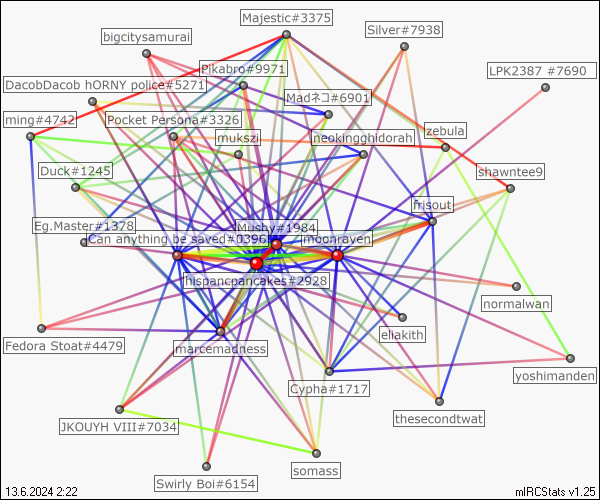 Majestic#3375
Silver#7938
bigcitysamurai
Pikabro#9971
LPK2387 #7690
DacobDacob hORNY police#5271
Madネコ#6901
ming#4742
Pocket Persona#3326
mukszi
neokingghidorah
zebula
Duck#1245
shawntee9
frisout
Eg.Master#1378
Mushy#1984
Can anything be saved#0396
moonraven
hispanicpancakes#2928
normalwan
eliakith
Fedora Stoat#4479
marcemadness
yoshimanden
Cypha#1717
thesecondtwat
JKOUYH VIII#7034
somass
Swirly Boi#6154
13.6.2024 2:22
mIRCStats v1.25